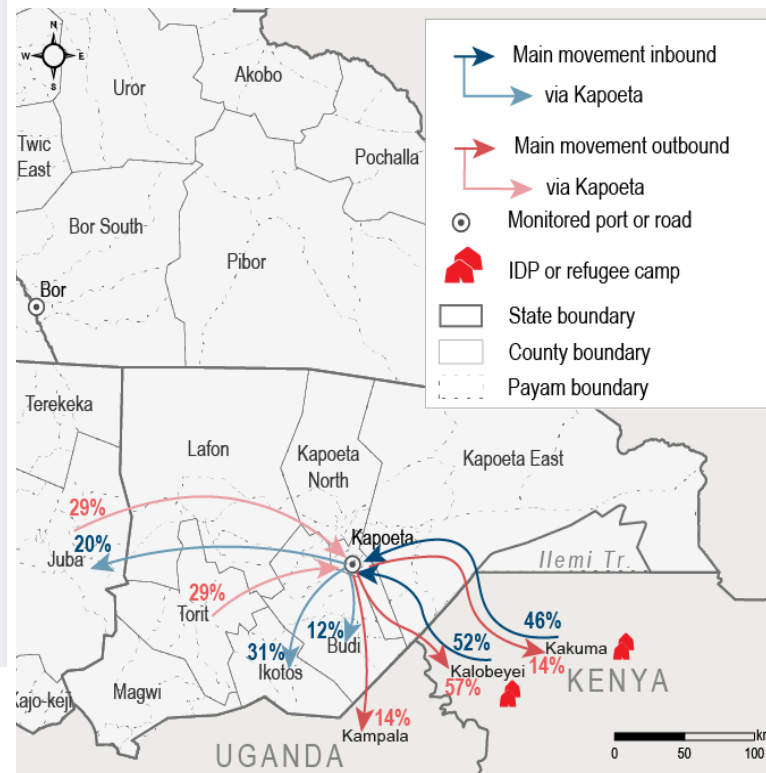 N
W
E
S
Uror
Akobo
Twic
East
Pochalla
Bor South
Pibor
Bor
Main movement inbound
via Kapoeta
Main movement outbound
via Kapoeta
Monitored port or road
IDP or refugee camp
State boundary
County boundary
Payam boundary
Terekeka
Lafon
Kapoeta
North
Kapoeta East
29%
Kapoeta
20%
Juba
Ilemi Tr.
29%
Torit
12%
Budi
31%
Ikotos
52%
46%
Kakuma
14%
Kalobeyei
57%
KENYA
Kajo-keji
Magwi
14%
Kampala
UGANDA
km
0
50
100